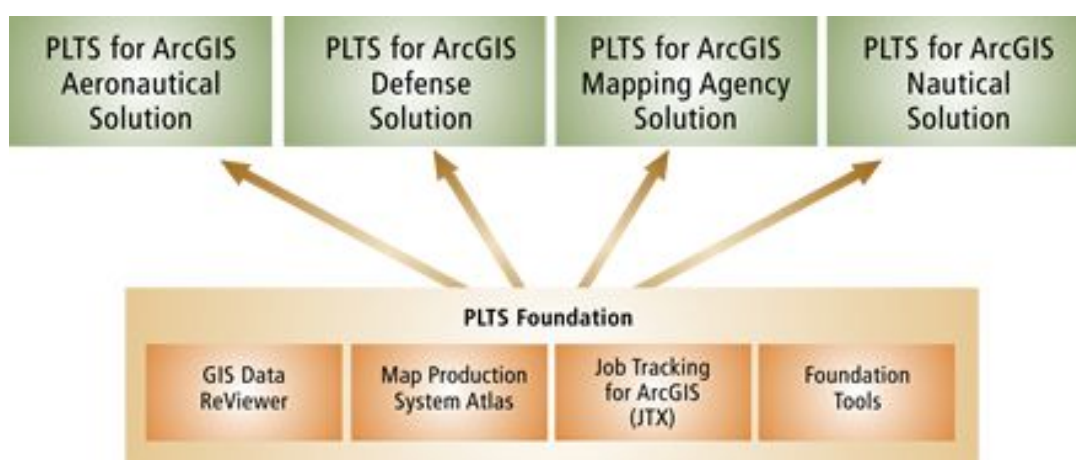 PLTS for ArcGIS
Aeronautical
Solution
PLTS for ArcGIS
Defense
Solution
PLTS for ArcGIS
Mapping Agency
Solution
PLTS for ArcGIS
Nautical
Solution
PLTS Foundation
GIS Data
ReViewer
Map Production
System Atlas
Job Tracking
for ArcGIS
(JTX)
Foundation
Tools